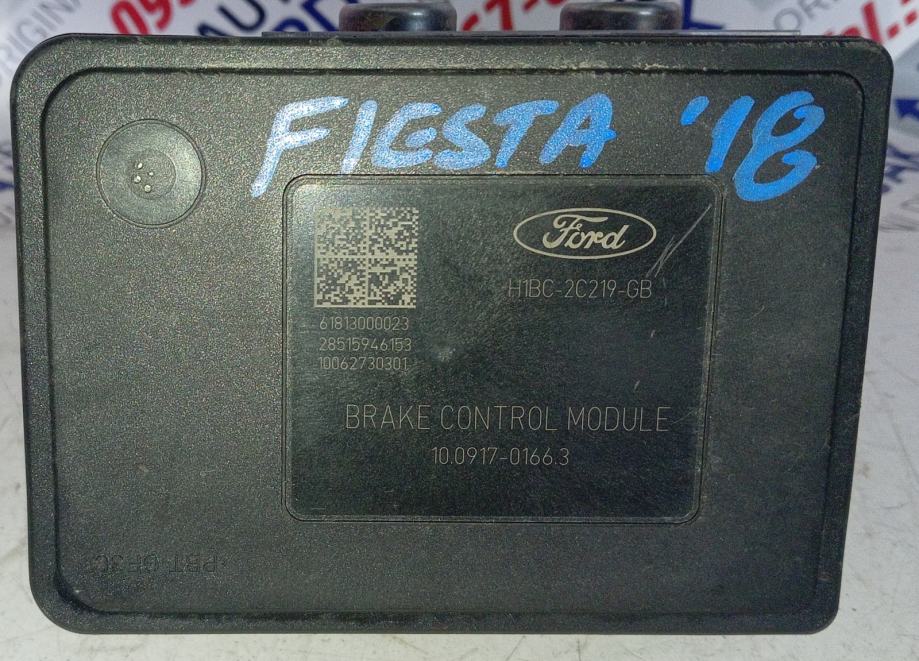 FIESTA '18
Ford
H1BC-2C219-GB
61813000023
28515946153
10062730301
BRAKE CONTROL MODULE
10.0917-0166.3